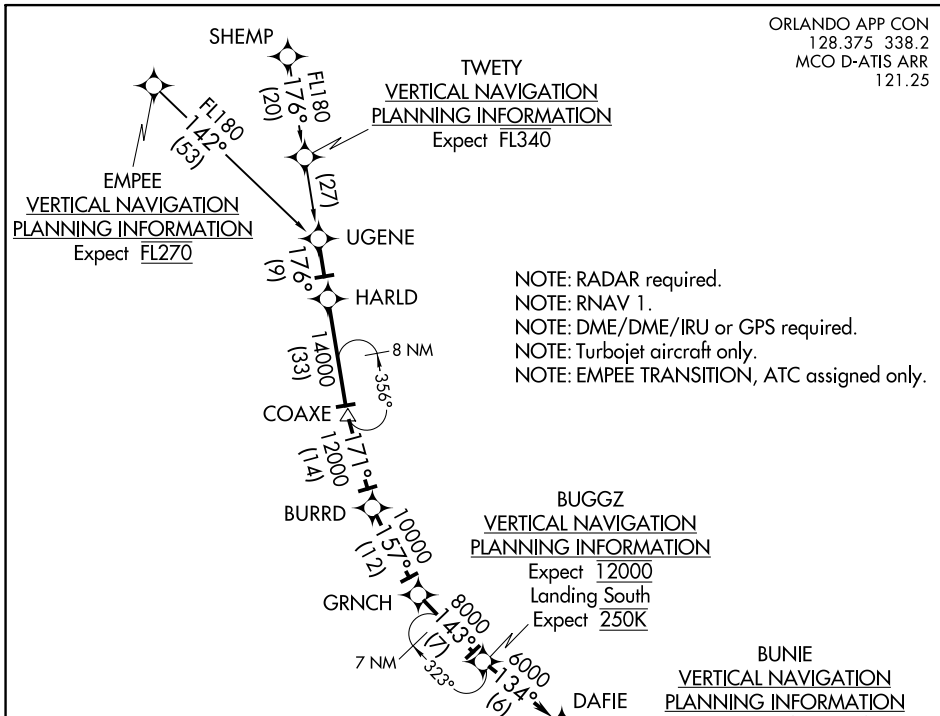 ORLANDO APP CON
128.375 338.2
MCO D-ATIS ARR
121.25
SHEMP
FL180
176°
(20)
TWETY
VERTICAL NAVIGATION
PLANNING INFORMATION
Expect FL340
FL180
142°
(53)
EMPEE
VERTICAL NAVIGATION
PLANNING INFORMATION
Expect FL270
(27)
UGENE
176°
(9)
HARLD
NOTE: RADAR required.
NOTE: RNAV 1.
NOTE: DME/DME/IRU or GPS required.
NOTE: Turbojet aircraft only.
NOTE: EMPEE TRANSITION, ATC assigned only.
14000
(33)
8 NM
356°
COAXE
171°
12000
(14)
BURRD
10000
157°
(12)
BUGGZ
VERTICAL NAVIGATION
PLANNING INFORMATION
Expect 12000
Landing South
Expect 250K
GRNCH
8000
143°
(7)
7 NM
323°
6000
134°
(6)
DAFIE
BUNIE
VERTICAL NAVIGATION
PLANNING INFORMATION